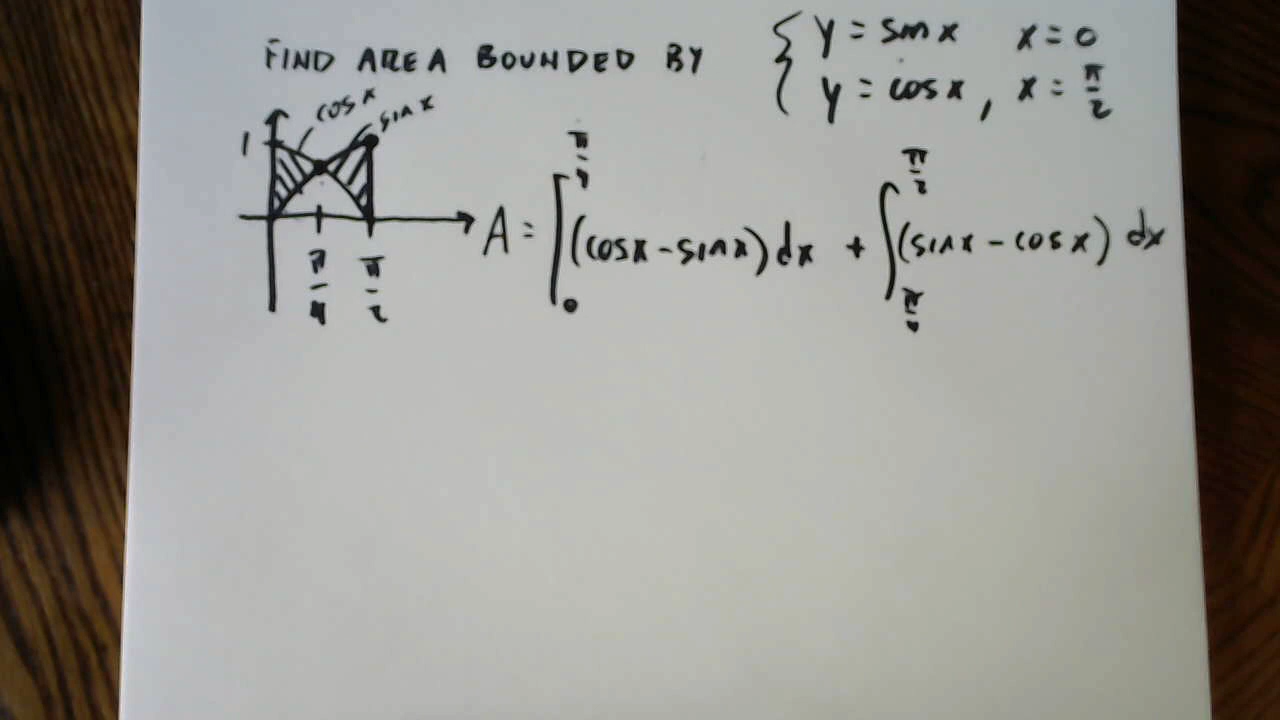 FIND AREA BOUNDED BY { y = sin x x = 0
y = cos x , x = π/2
cos x sin x
1
A = ∫₀^(π/4) (cos x - sin x) dx + ∫_(π/4)^(π/2) (sin x - cos x) dx
π/4 π/2